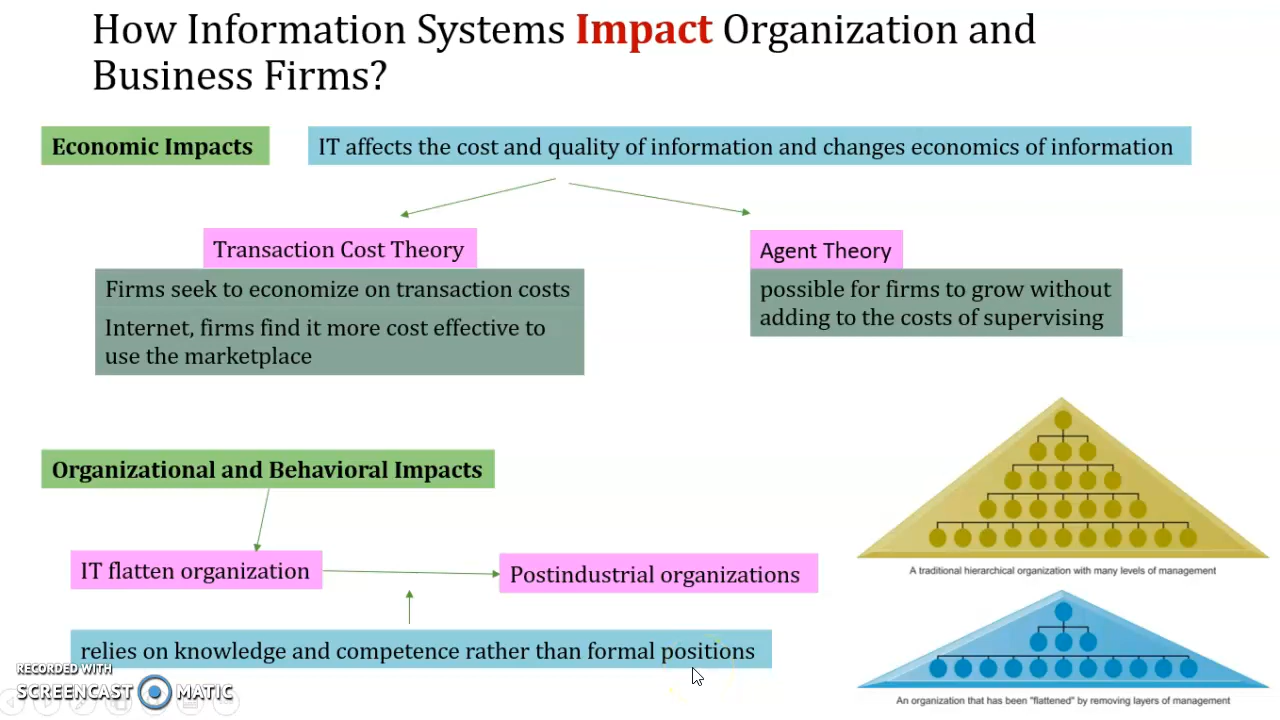 How Information Systems Impact Organization and
Business Firms?
Economic Impacts
IT affects the cost and quality of information and changes economics of information
Transaction Cost Theory
Firms seek to economize on transaction costs
Internet, firms find it more cost effective to
use the marketplace
Agent Theory
possible for firms to grow without
adding to the costs of supervising
Organizational and Behavioral Impacts
IT flatten organization
Postindustrial organizations
relies on knowledge and competence rather than formal positions
A traditional hierarchical organization with many levels of management
An organization that has been "flattened" by removing layers of management
RECORDED WITH
SCREENCAST MATIC